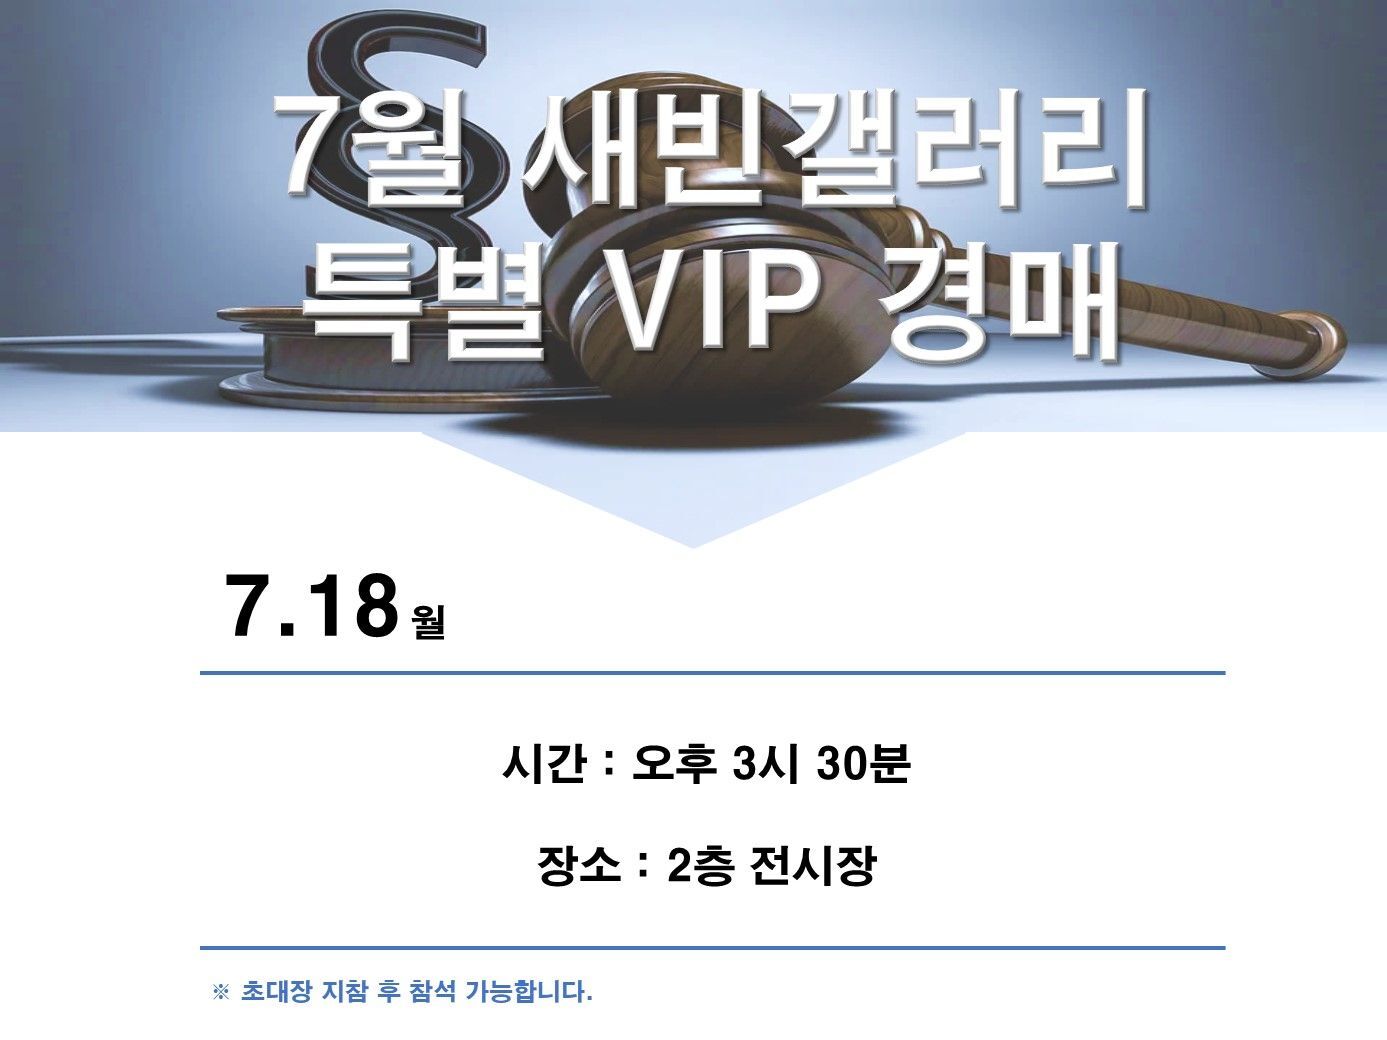 7월 새빈갤러리
특별 VIP 경매
7.18월
시간 : 오후 3시 30분
장소 : 2층 전시장
※ 초대장 지참 후 참석 가능합니다.